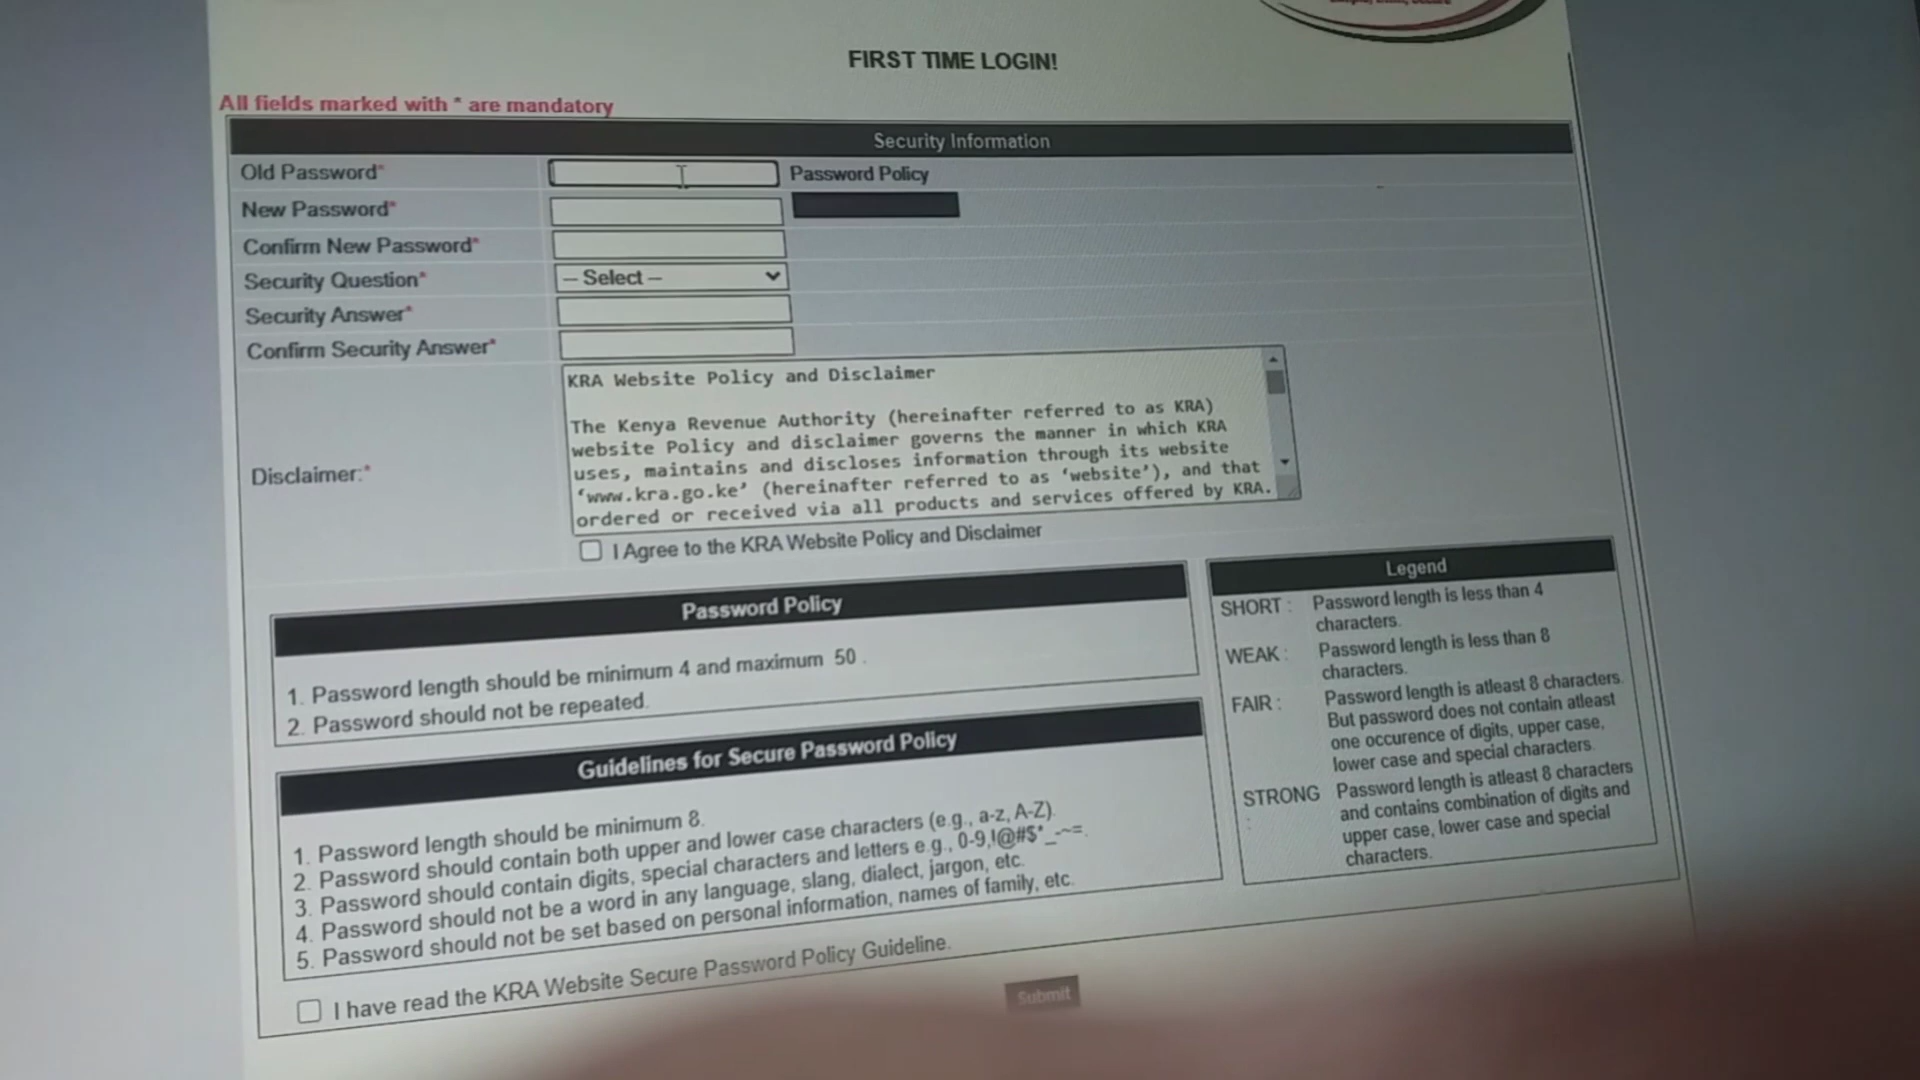 FIRST TIME LOGIN!
All fields marked with * are mandatory
Security Information
Old Password* Password Policy
New Password*
Confirm New Password*
Security Question* -- Select --
Security Answer*
Confirm Security Answer*
Disclaimer:*
KRA Website Policy and Disclaimer
The Kenya Revenue Authority (hereinafter referred to as KRA)
website Policy and disclaimer governs the manner in which KRA
uses, maintains and discloses information through its website
‘www.kra.go.ke’ (hereinafter referred to as ‘website’), and that
ordered or received via all products and services offered by KRA.
I Agree to the KRA Website Policy and Disclaimer
Password Policy
1. Password length should be minimum 4 and maximum 50 .
2. Password should not be repeated.
Guidelines for Secure Password Policy
1. Password length should be minimum 8.
2. Password should contain both upper and lower case characters (e.g., a-z, A-Z).
3. Password should contain digits, special characters and letters e.g., 0-9,!@#$*_-~=.
4. Password should not be a word in any language, slang, dialect, jargon, etc.
5. Password should not be set based on personal information, names of family, etc.
Legend
SHORT : Password length is less than 4
characters.
WEAK : Password length is less than 8
characters.
FAIR : Password length is atleast 8 characters.
But password does not contain atleast
one occurence of digits, upper case,
lower case and special characters.
STRONG : Password length is atleast 8 characters
and contains combination of digits and
upper case, lower case and special
characters.
I have read the KRA Website Secure Password Policy Guideline.
Submit